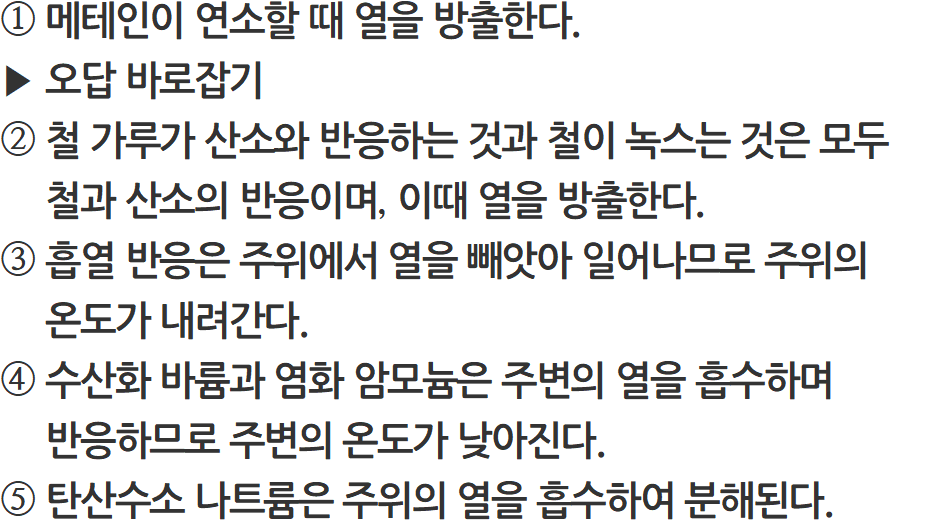 ① 메테인이 연소할 때 열을 방출한다.
▶ 오답 바로잡기
② 철 가루가 산소와 반응하는 것과 철이 녹스는 것은 모두
철과 산소의 반응이며, 이때 열을 방출한다.
③ 흡열 반응은 주위에서 열을 빼앗아 일어나므로 주위의
온도가 내려간다.
④ 수산화 바륨과 염화 암모늄은 주변의 열을 흡수하며
반응하므로 주변의 온도가 낮아진다.
⑤ 탄산수소 나트륨은 주위의 열을 흡수하여 분해된다.